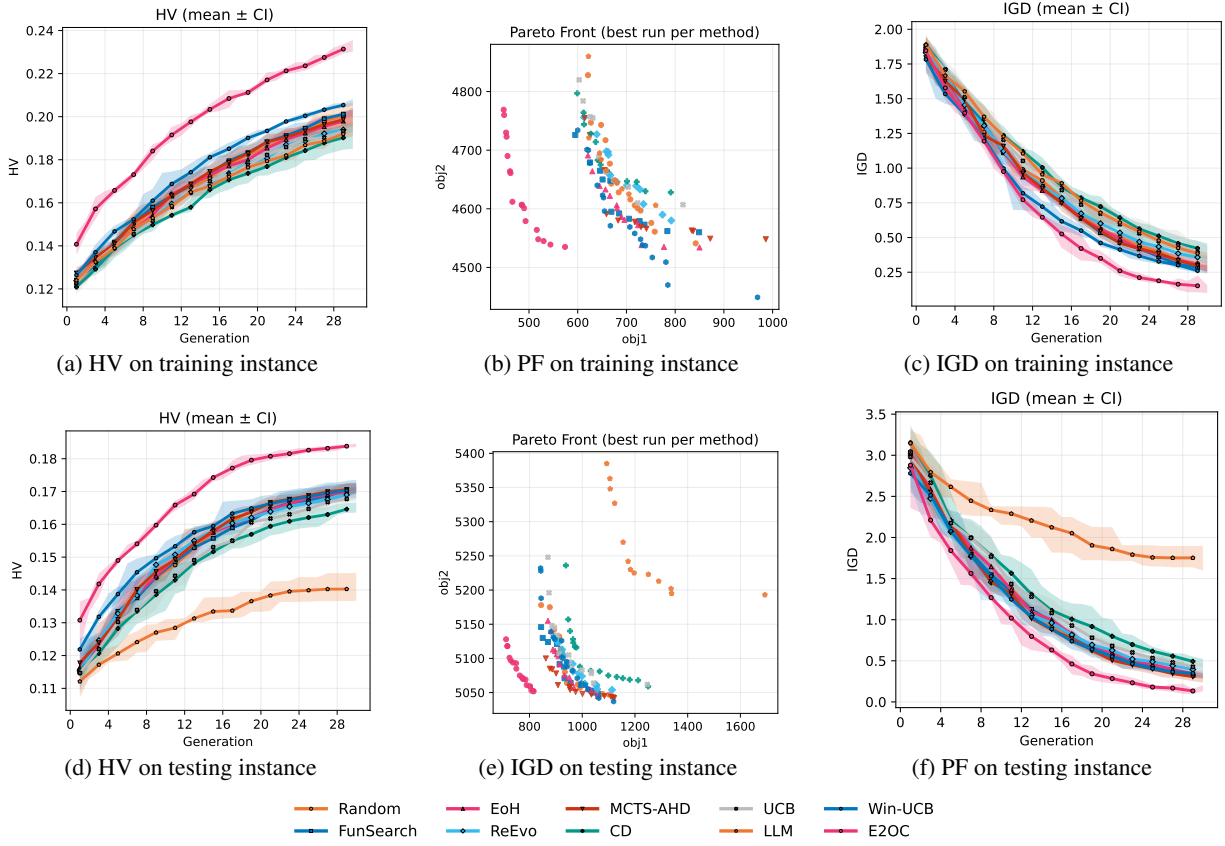 HV (mean ± CI)
0.24
0.22
0.20
0.18
0.16
0.14
0.12
HV
0 4 8 12 16 20 24 28
Generation
(a) HV on training instance
Pareto Front (best run per method)
4800
4700
4600
4500
obj2
500 600 700 800 900 1000
obj1
(b) PF on training instance
IGD (mean ± CI)
2.00
1.75
1.50
1.25
1.00
0.75
0.50
0.25
IGD
0 4 8 12 16 20 24 28
Generation
(c) IGD on training instance
HV (mean ± CI)
0.18
0.17
0.16
0.15
0.14
0.13
0.12
0.11
HV
0 4 8 12 16 20 24 28
Generation
(d) HV on testing instance
Pareto Front (best run per method)
5400
5350
5300
5250
5200
5150
5100
5050
obj2
800 1000 1200 1400 1600
obj1
(e) IGD on testing instance
IGD (mean ± CI)
3.5
3.0
2.5
2.0
1.5
1.0
0.5
0.0
IGD
0 4 8 12 16 20 24 28
Generation
(f) PF on testing instance
Random EoH MCTS-AHD UCB Win-UCB
FunSearch ReEvo CD LLM E2OC